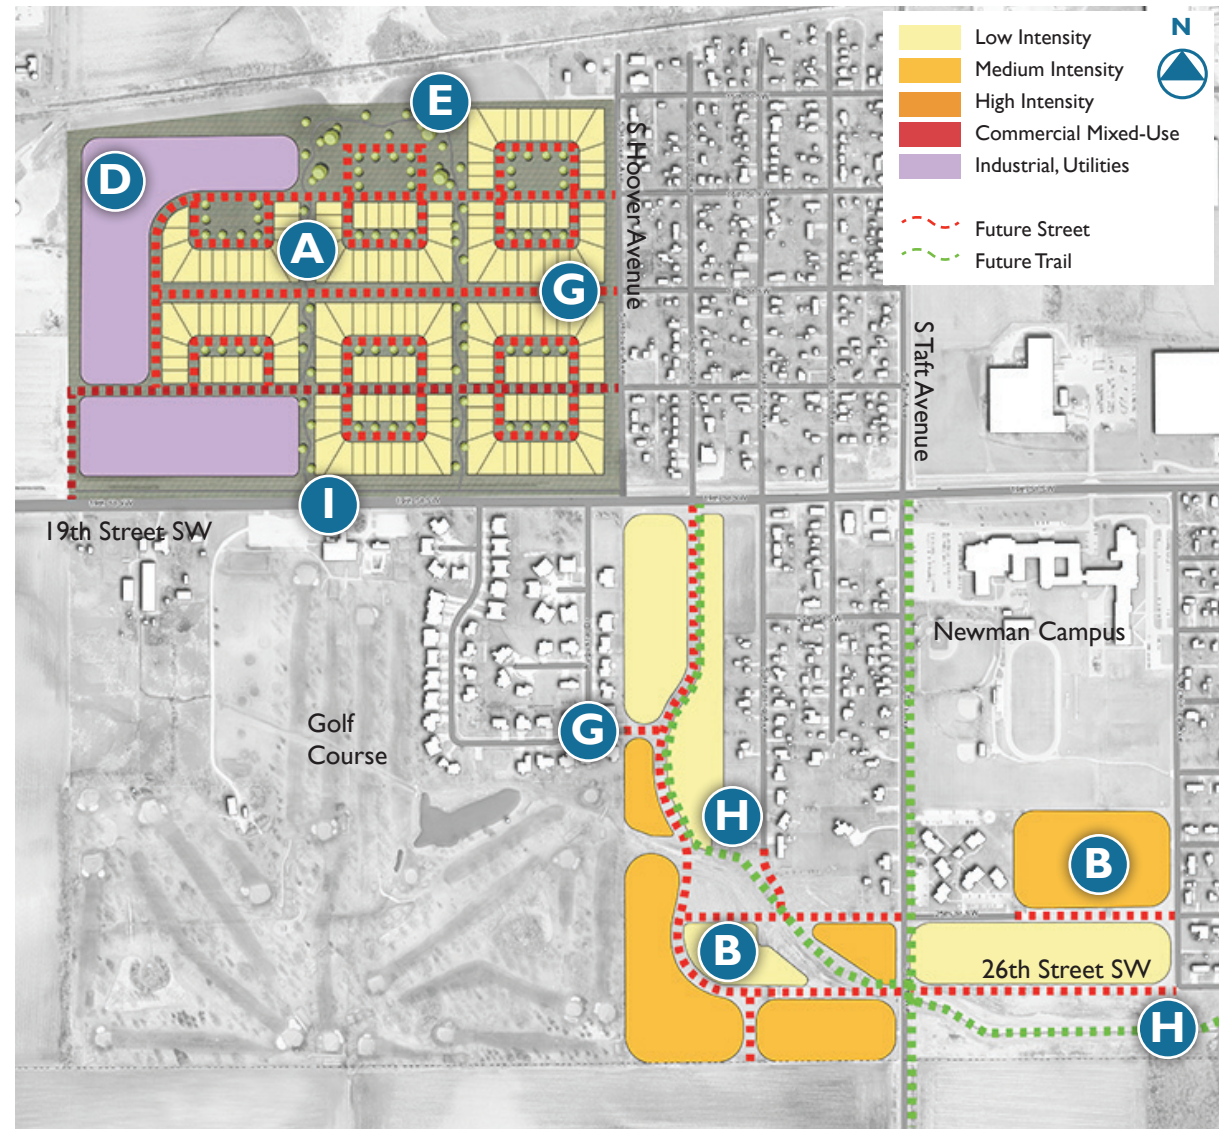 N
Low Intensity
Medium Intensity
High Intensity
Commercial Mixed-Use
Industrial, Utilities
Future Street
Future Trail
E
D
A
G
S Hoover Avenue
S Taft Avenue
I
19th Street SW
Newman Campus
Golf
Course
G
H
B
B
26th Street SW
H